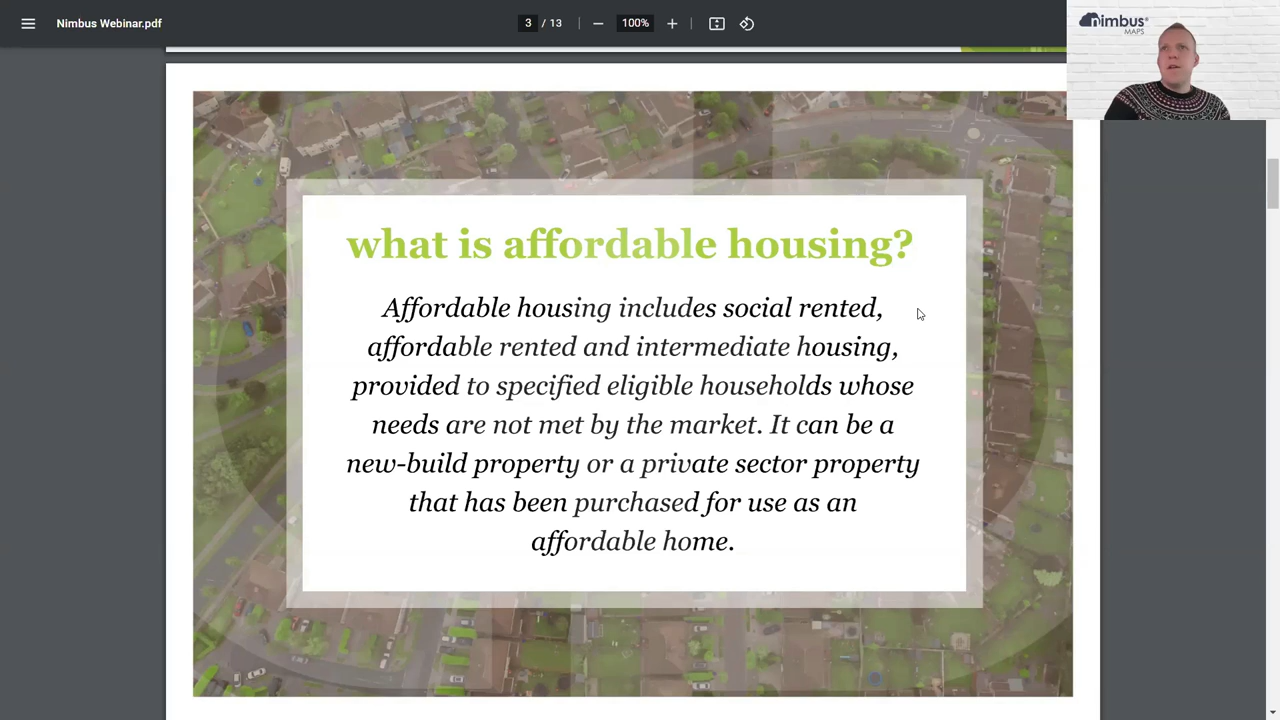 Nimbus Webinar.pdf
3 / 13
100%
nimbus
MAPS
what is affordable housing?
Affordable housing includes social rented,
affordable rented and intermediate housing,
provided to specified eligible households whose
needs are not met by the market. It can be a
new-build property or a private sector property
that has been purchased for use as an
affordable home.